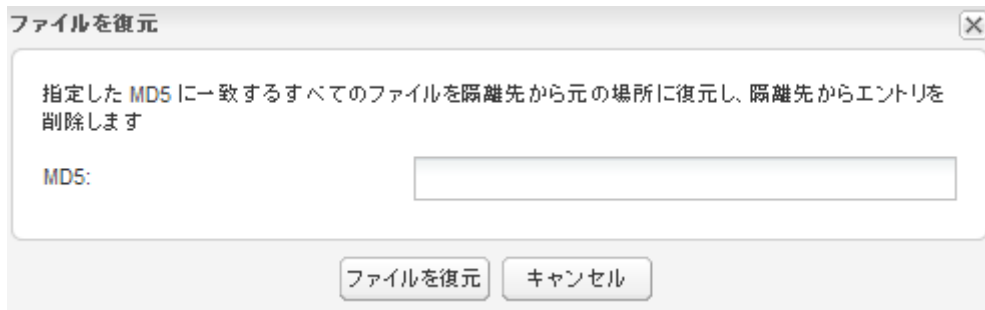 ファイルを復元
指定した MD5 に一致するすべてのファイルを隔離先から元の場所に復元し、隔離先からエントリを
削除します
MD5:
ファイルを復元 キャンセル